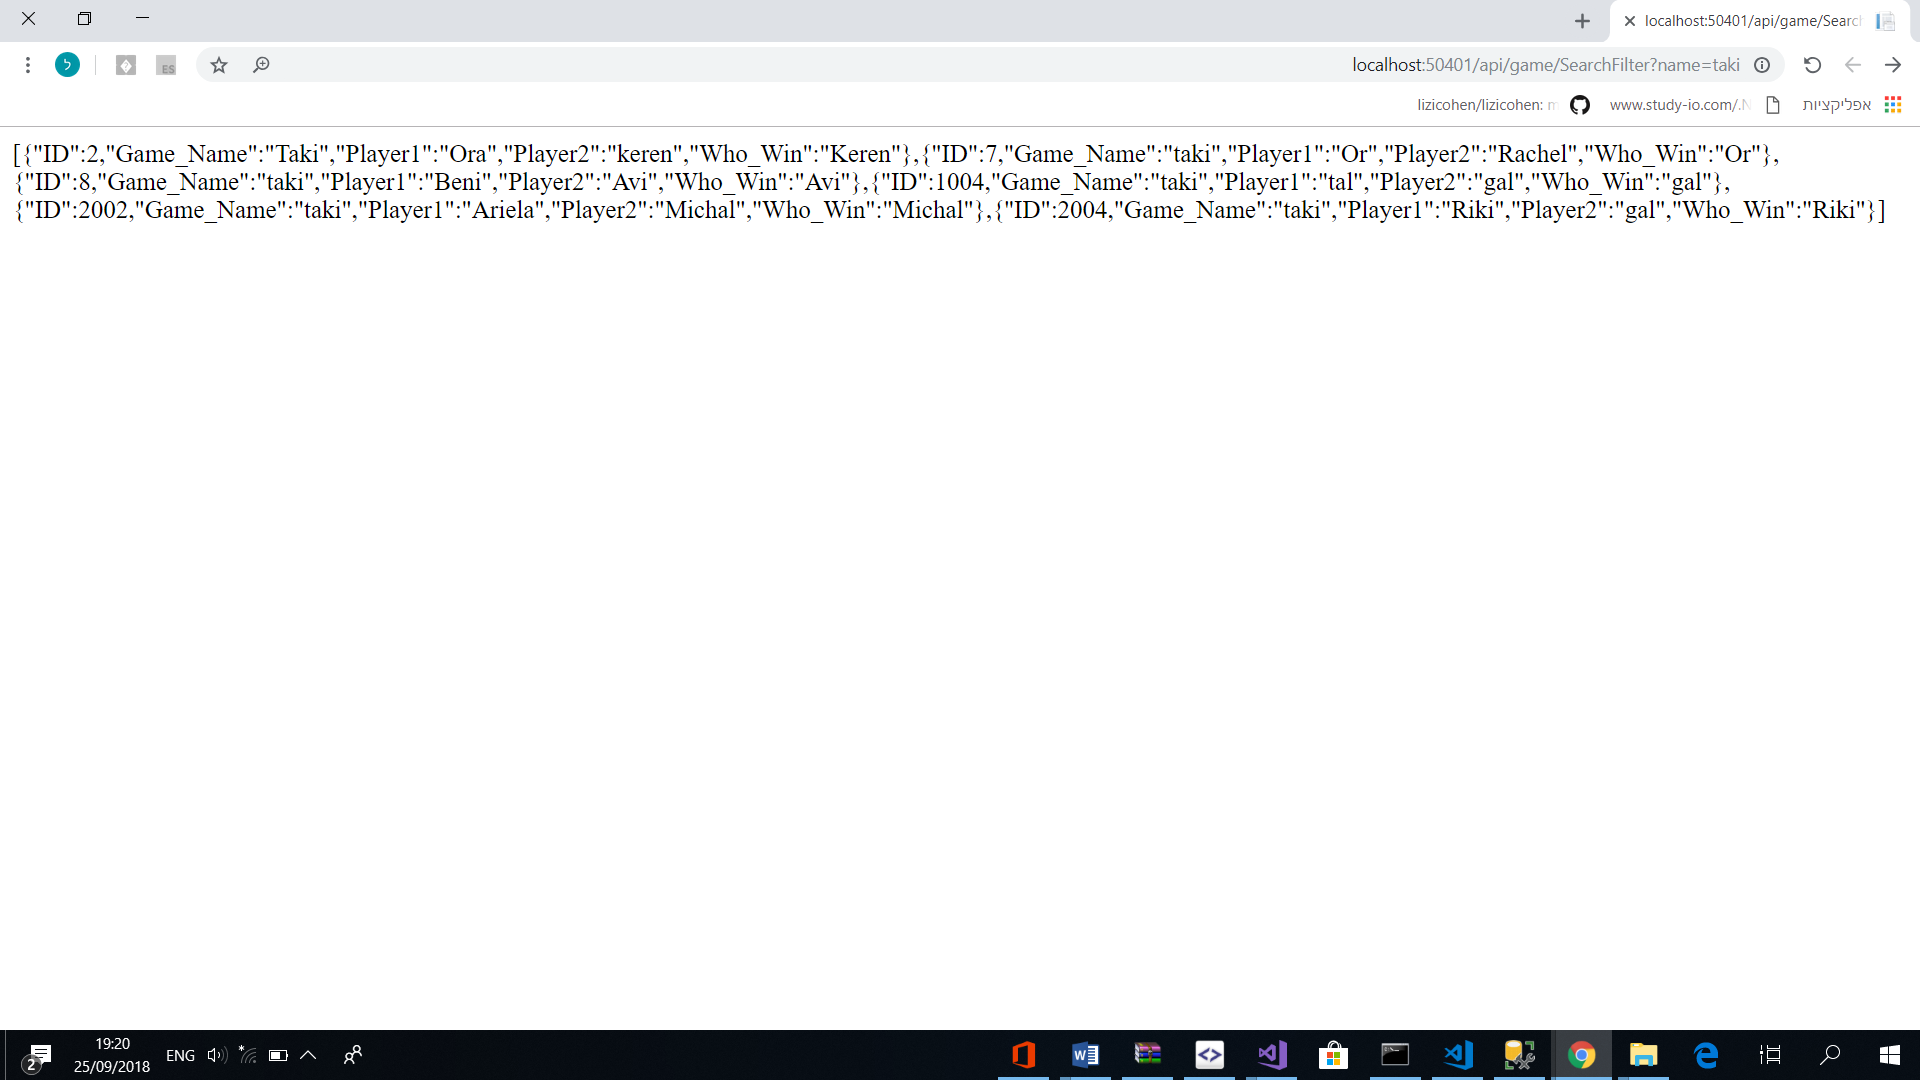 localhost:50401/api/game/Searc
localhost:50401/api/game/SearchFilter?name=taki
ES
ל
אפליקציות
www.study-io.com/.N
lizicohen/lizicohen:
[{"ID":2,"Game_Name":"Taki","Player1":"Ora","Player2":"keren","Who_Win":"Keren"},{"ID":7,"Game_Name":"taki","Player1":"Or","Player2":"Rachel","Who_Win":"Or"},
{"ID":8,"Game_Name":"taki","Player1":"Beni","Player2":"Avi","Who_Win":"Avi"},{"ID":1004,"Game_Name":"taki","Player1":"tal","Player2":"gal","Who_Win":"gal"},
{"ID":2002,"Game_Name":"taki","Player1":"Ariela","Player2":"Michal","Who_Win":"Michal"},{"ID":2004,"Game_Name":"taki","Player1":"Riki","Player2":"gal","Who_Win":"Riki"}]
2
19:20
25/09/2018
ENG